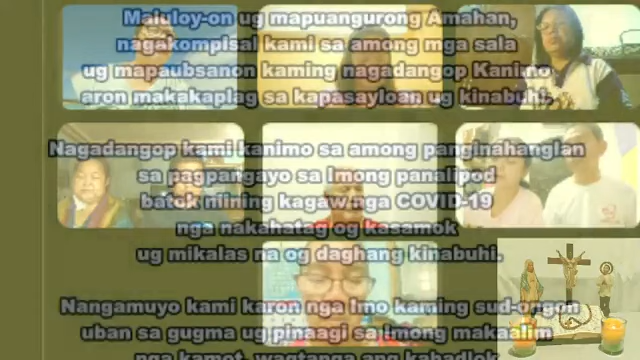 Maluloy-on ug mapuangurong Amahan,
nagakompisal kami sa among mga sala
ug mapaubsanon kaming nagadangop Kanimo
aron makakaplag sa kapasayloan ug kinabuhi.
Nagadangop kami kanimo sa among panginahanglan
sa pagpangayo sa Imong panalipod
batok niining kagaw nga COVID-19
nga nakahatag og kasamok
ug mikalas na og daghang kinabuhi.
Nangamuyo kami karon nga Imo kaming sud-ongon
uban sa gugma ug pinaagi sa Imong makaalim
nga kamot, wagtanga ang kahadlok